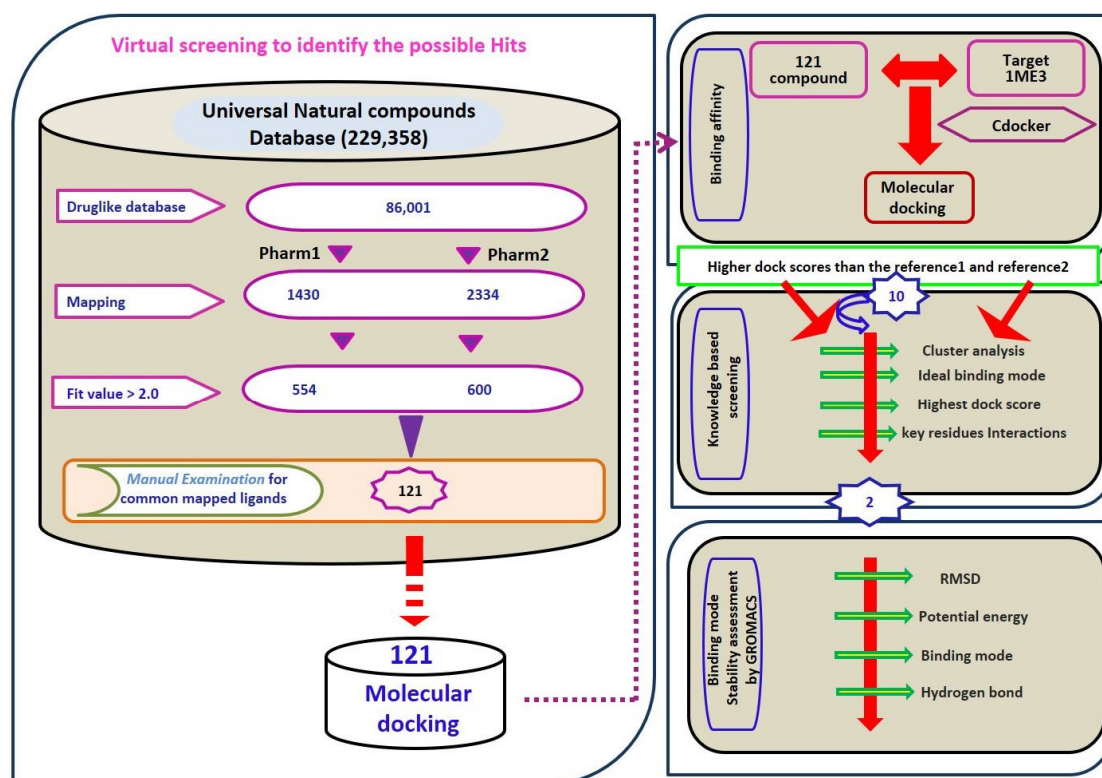 Virtual screening to identify the possible Hits
Universal Natural compounds
Database (229,358)
Druglike database
86,001
Pharm1
Pharm2
Mapping
1430
2334
Fit value > 2.0
554
600
Manual Examination for
common mapped ligands
121
121
Molecular
docking
Binding affinity
121
compound
Target
1ME3
Cdocker
Molecular
docking
Higher dock scores than the reference1 and reference2
10
Knowledge based
screening
Cluster analysis
Ideal binding mode
Highest dock score
key residues Interactions
2
Binding mode
Stability assessment
by GROMACS
RMSD
Potential energy
Binding mode
Hydrogen bond